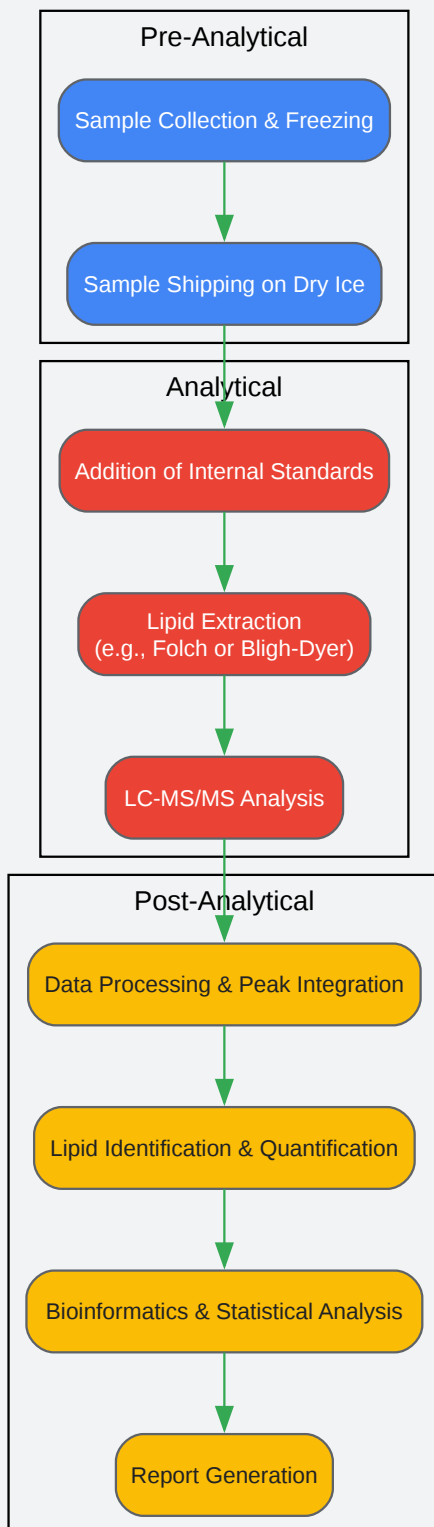 Pre-Analytical
Sample Collection & Freezing
Sample Shipping on Dry Ice
Analytical
Addition of Internal Standards
Lipid Extraction
(e.g., Folch or Bligh-Dyer)
LC-MS/MS Analysis
Post-Analytical
Data Processing & Peak Integration
Lipid Identification & Quantification
Bioinformatics & Statistical Analysis
Report Generation